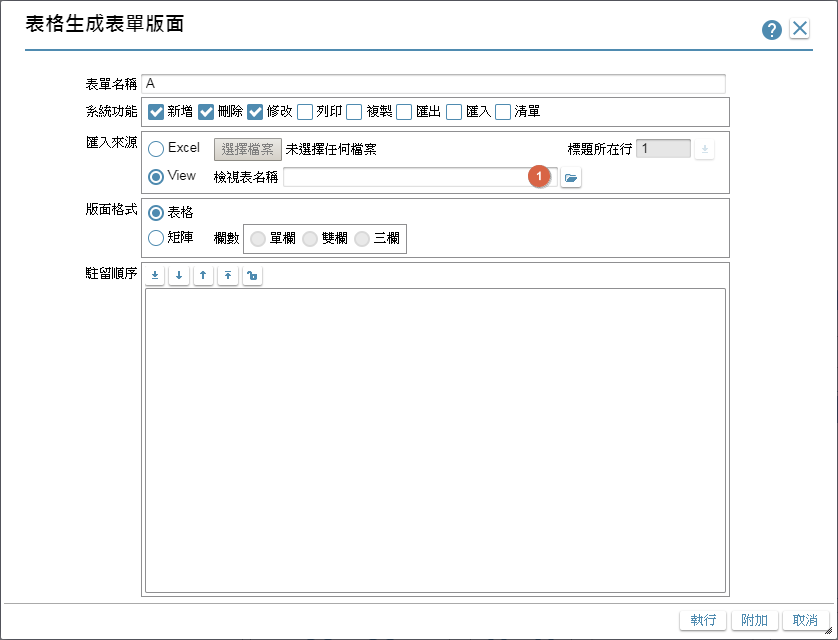 表格生成表單版面
?
表單名稱 A
系統功能 新增 刪除 修改 列印 複製 匯出 匯入 清單
匯入來源 Excel 選擇檔案 未選擇任何檔案 標題所在行 1
View 檢視表名稱 1
版面格式 表格
矩陣 欄數 單欄 雙欄 三欄
駐留順序
執行 附加 取消